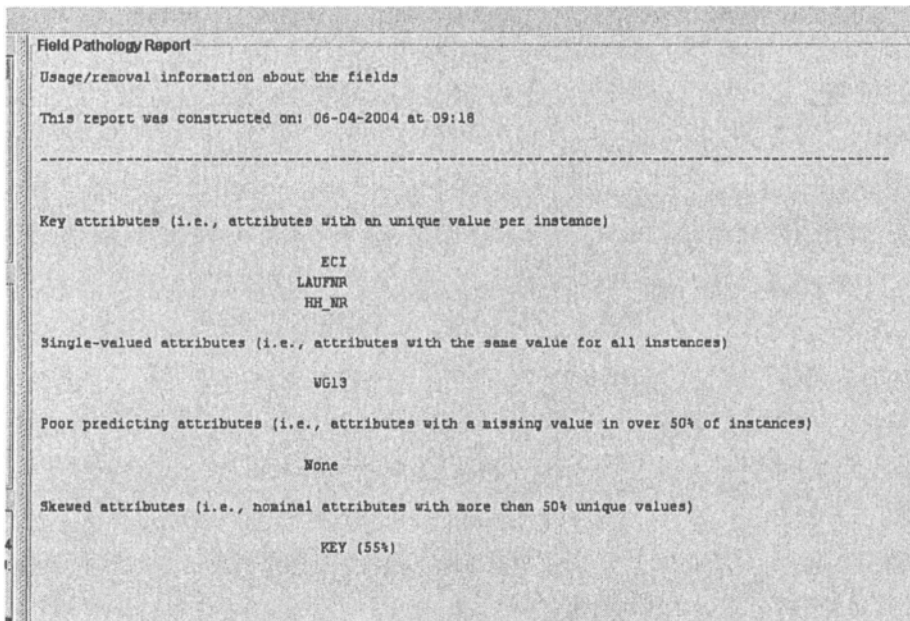 Field Pathology Report
Usage/removal information about the fields
This report was constructed on: 06-04-2004 at 09:18
Key attributes (i.e., attributes with an unique value per instance)
ECI
LAUFNR
HH_NR
Single-valued attributes (i.e., attributes with the same value for all instances)
WG13
Poor predicting attributes (i.e., attributes with a missing value in over 50% of instances)
None
Skewed attributes (i.e., nominal attributes with more than 50% unique values)
KEY (55%)